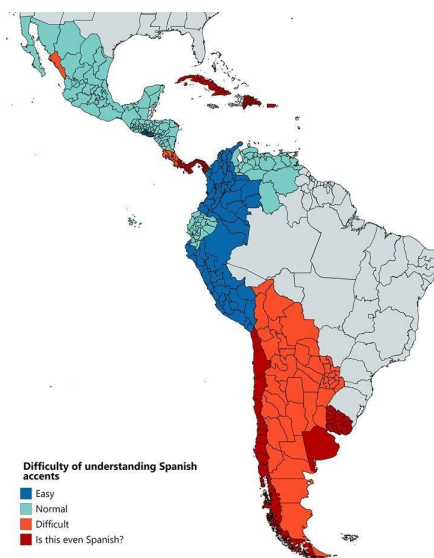 Difficulty of understanding Spanish
accents
Easy
Normal
Difficult
Is this even Spanish?